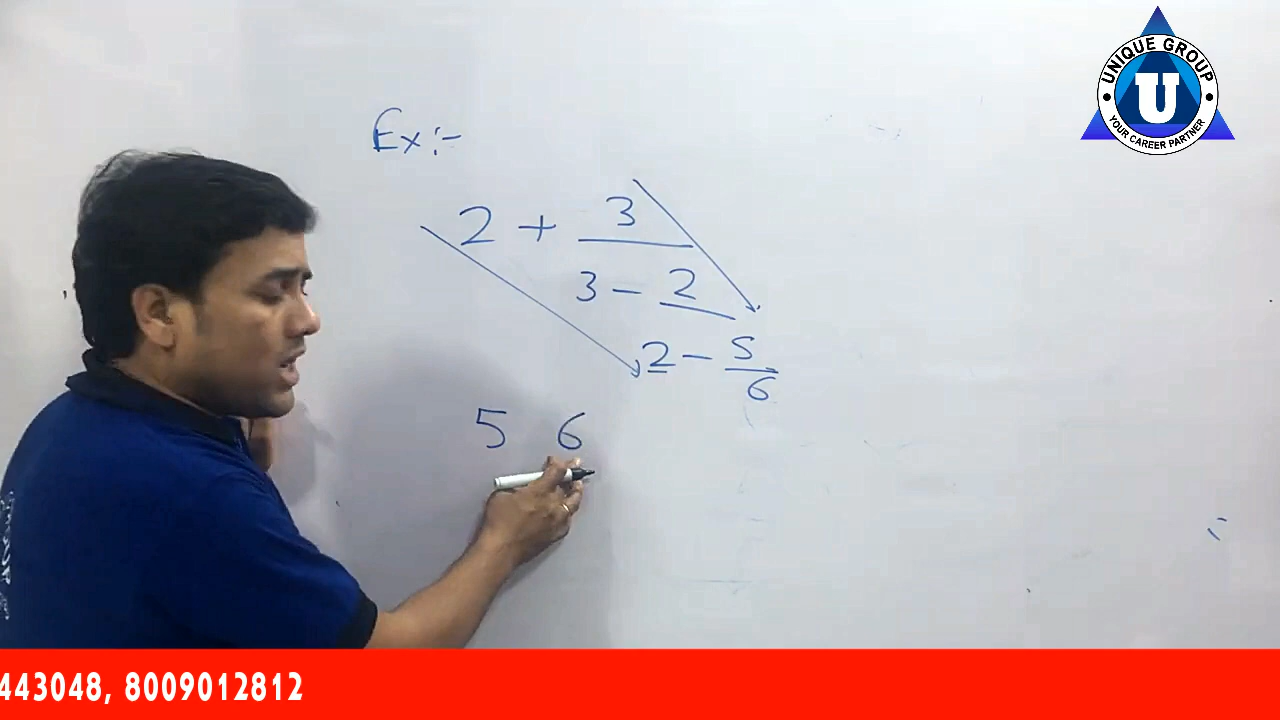 UNIQUE GROUP
U
YOUR CAREER PARTNER
Ex:-
2 + 3
3 - 2
2 - 5
6
5 6
443048, 8009012812